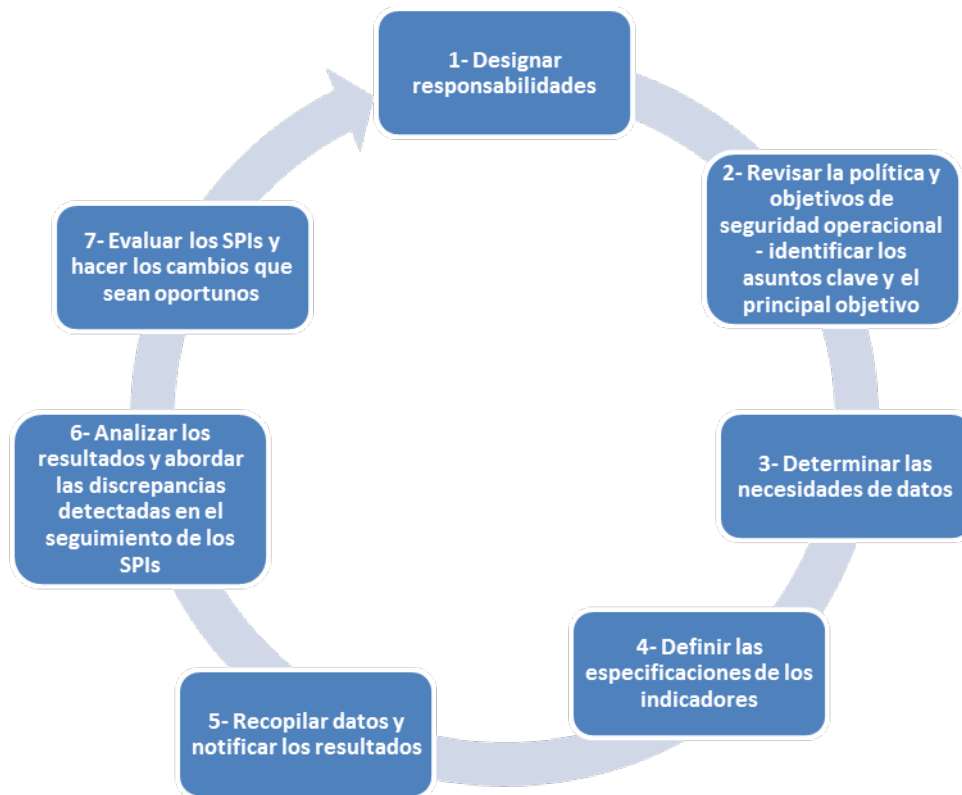 1- Designar
responsabilidades
2- Revisar la política y
objetivos de
seguridad operacional
- identificar los
asuntos clave y el
principal objetivo
3- Determinar las
necesidades de datos
4- Definir las
especificaciones de los
indicadores
5- Recopilar datos y
notificar los resultados
6- Analizar los
resultados y abordar
las discrepancias
detectadas en el
seguimiento de los
SPIs
7- Evaluar los SPIs y
hacer los cambios que
sean oportunos